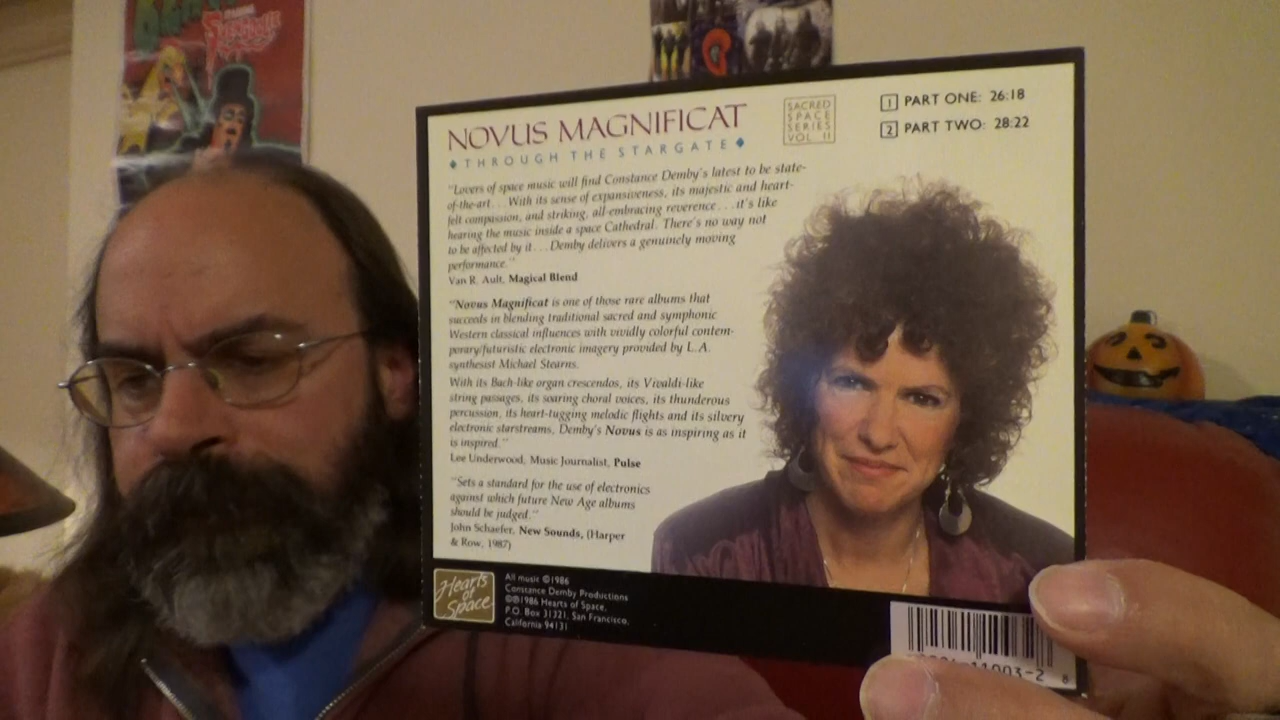 NOVUS MAGNIFICAT
THROUGH THE STARGATE
SACRED
SPACE
SERIES
VOL II
1 PART ONE: 26:18
2 PART TWO: 28:22
"Lovers of space music will find Constance Demby's latest to be state-
of-the-art... With its sense of expansiveness, its majestic and heart-
felt compassion, and striking, all-embracing reverence... it's like
hearing the music inside a space Cathedral. There's no way not
to be affected by it... Demby delivers a genuinely moving
performance."
Van R. Ault, Magical Blend
"Novus Magnificat is one of those rare albums that
succeeds in blending traditional sacred and symphonic
Western classical influences with vividly colorful contem-
porary/futuristic electronic imagery provided by L.A.
synthesist Michael Stearns.
With its Bach-like organ crescendos, its Vivaldi-like
string passages, its soaring choral voices, its thunderous
percussion, its heart-tugging melodic flights and its silvery
electronic starstreams, Demby's Novus is as inspiring as it
is inspired."
Lee Underwood, Music Journalist, Pulse
"Sets a standard for the use of electronics
against which future New Age albums
should be judged."
John Schaefer, New Sounds, (Harper
& Row, 1987)
Hearts
of
Space
All music ©1986
Constance Demby Productions
℗©1986 Hearts of Space,
P.O. Box 31321, San Francisco,
California 94131
11003-2 8